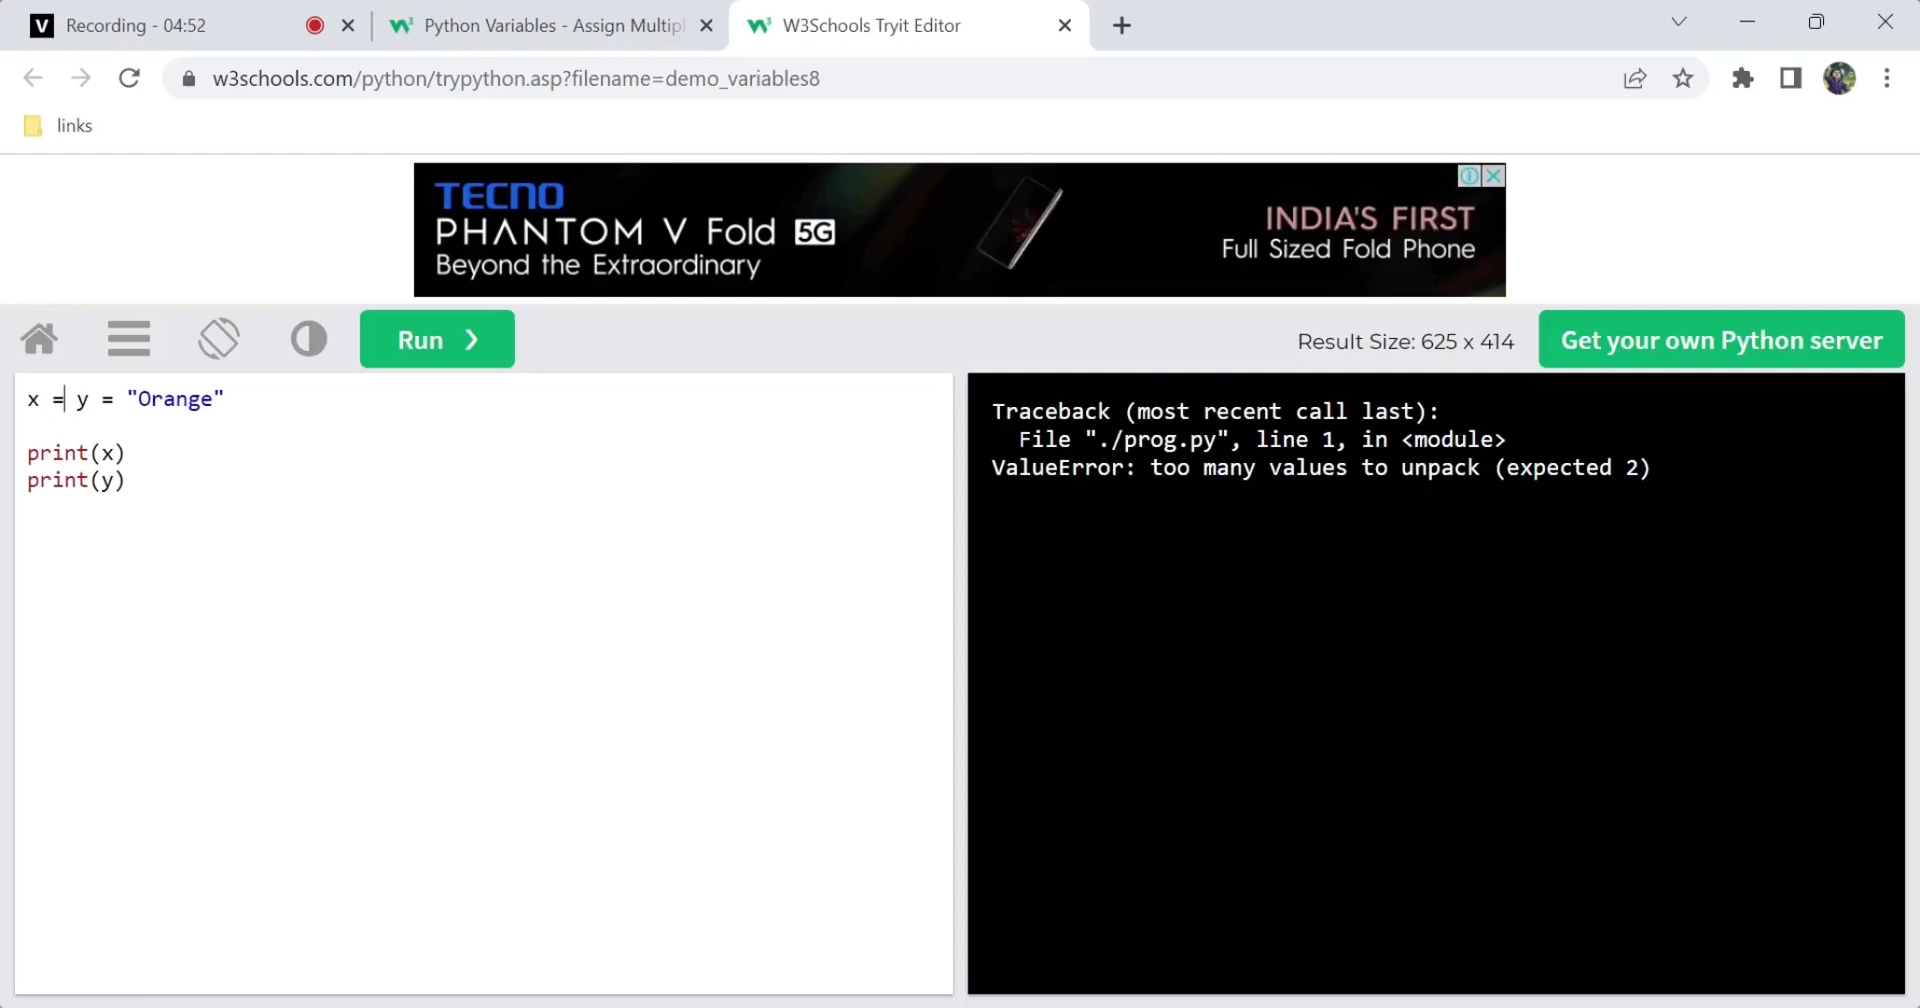 V Recording - 04:52
Python Variables - Assign Multipl
W3Schools Tryit Editor
w3schools.com/python/trypython.asp?filename=demo_variables8
links
TECNO
PHANTOM V Fold 5G
Beyond the Extraordinary
INDIA'S FIRST
Full Sized Fold Phone
Run ❯
Result Size: 625 x 414
Get your own Python server
x = y = "Orange"
print(x)
print(y)
Traceback (most recent call last):
  File "./prog.py", line 1, in <module>
ValueError: too many values to unpack (expected 2)